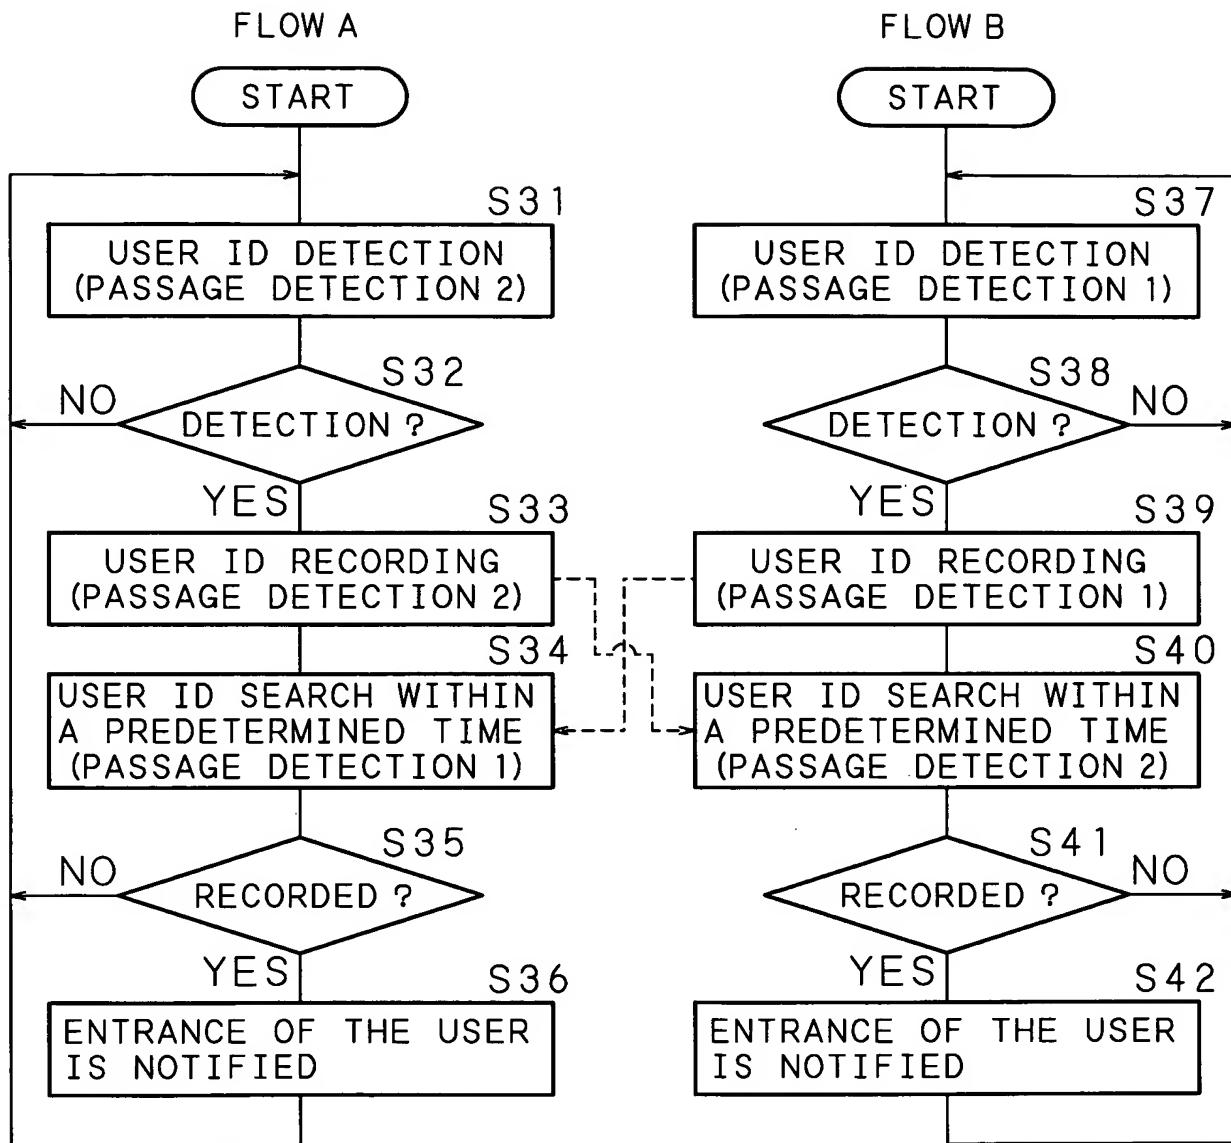 FLOW A
START
S31
USER ID DETECTION
(PASSAGE DETECTION 2)
S32
NO
DETECTION ?
YES
S33
USER ID RECORDING
(PASSAGE DETECTION 2)
S34
USER ID SEARCH WITHIN
A PREDETERMINED TIME
(PASSAGE DETECTION 1)
S35
NO
RECORDED ?
YES
S36
ENTRANCE OF THE USER
IS NOTIFIED
FLOW B
START
S37
USER ID DETECTION
(PASSAGE DETECTION 1)
S38
NO
DETECTION ?
YES
S39
USER ID RECORDING
(PASSAGE DETECTION 1)
S40
USER ID SEARCH WITHIN
A PREDETERMINED TIME
(PASSAGE DETECTION 2)
S41
NO
RECORDED ?
YES
S42
ENTRANCE OF THE USER
IS NOTIFIED